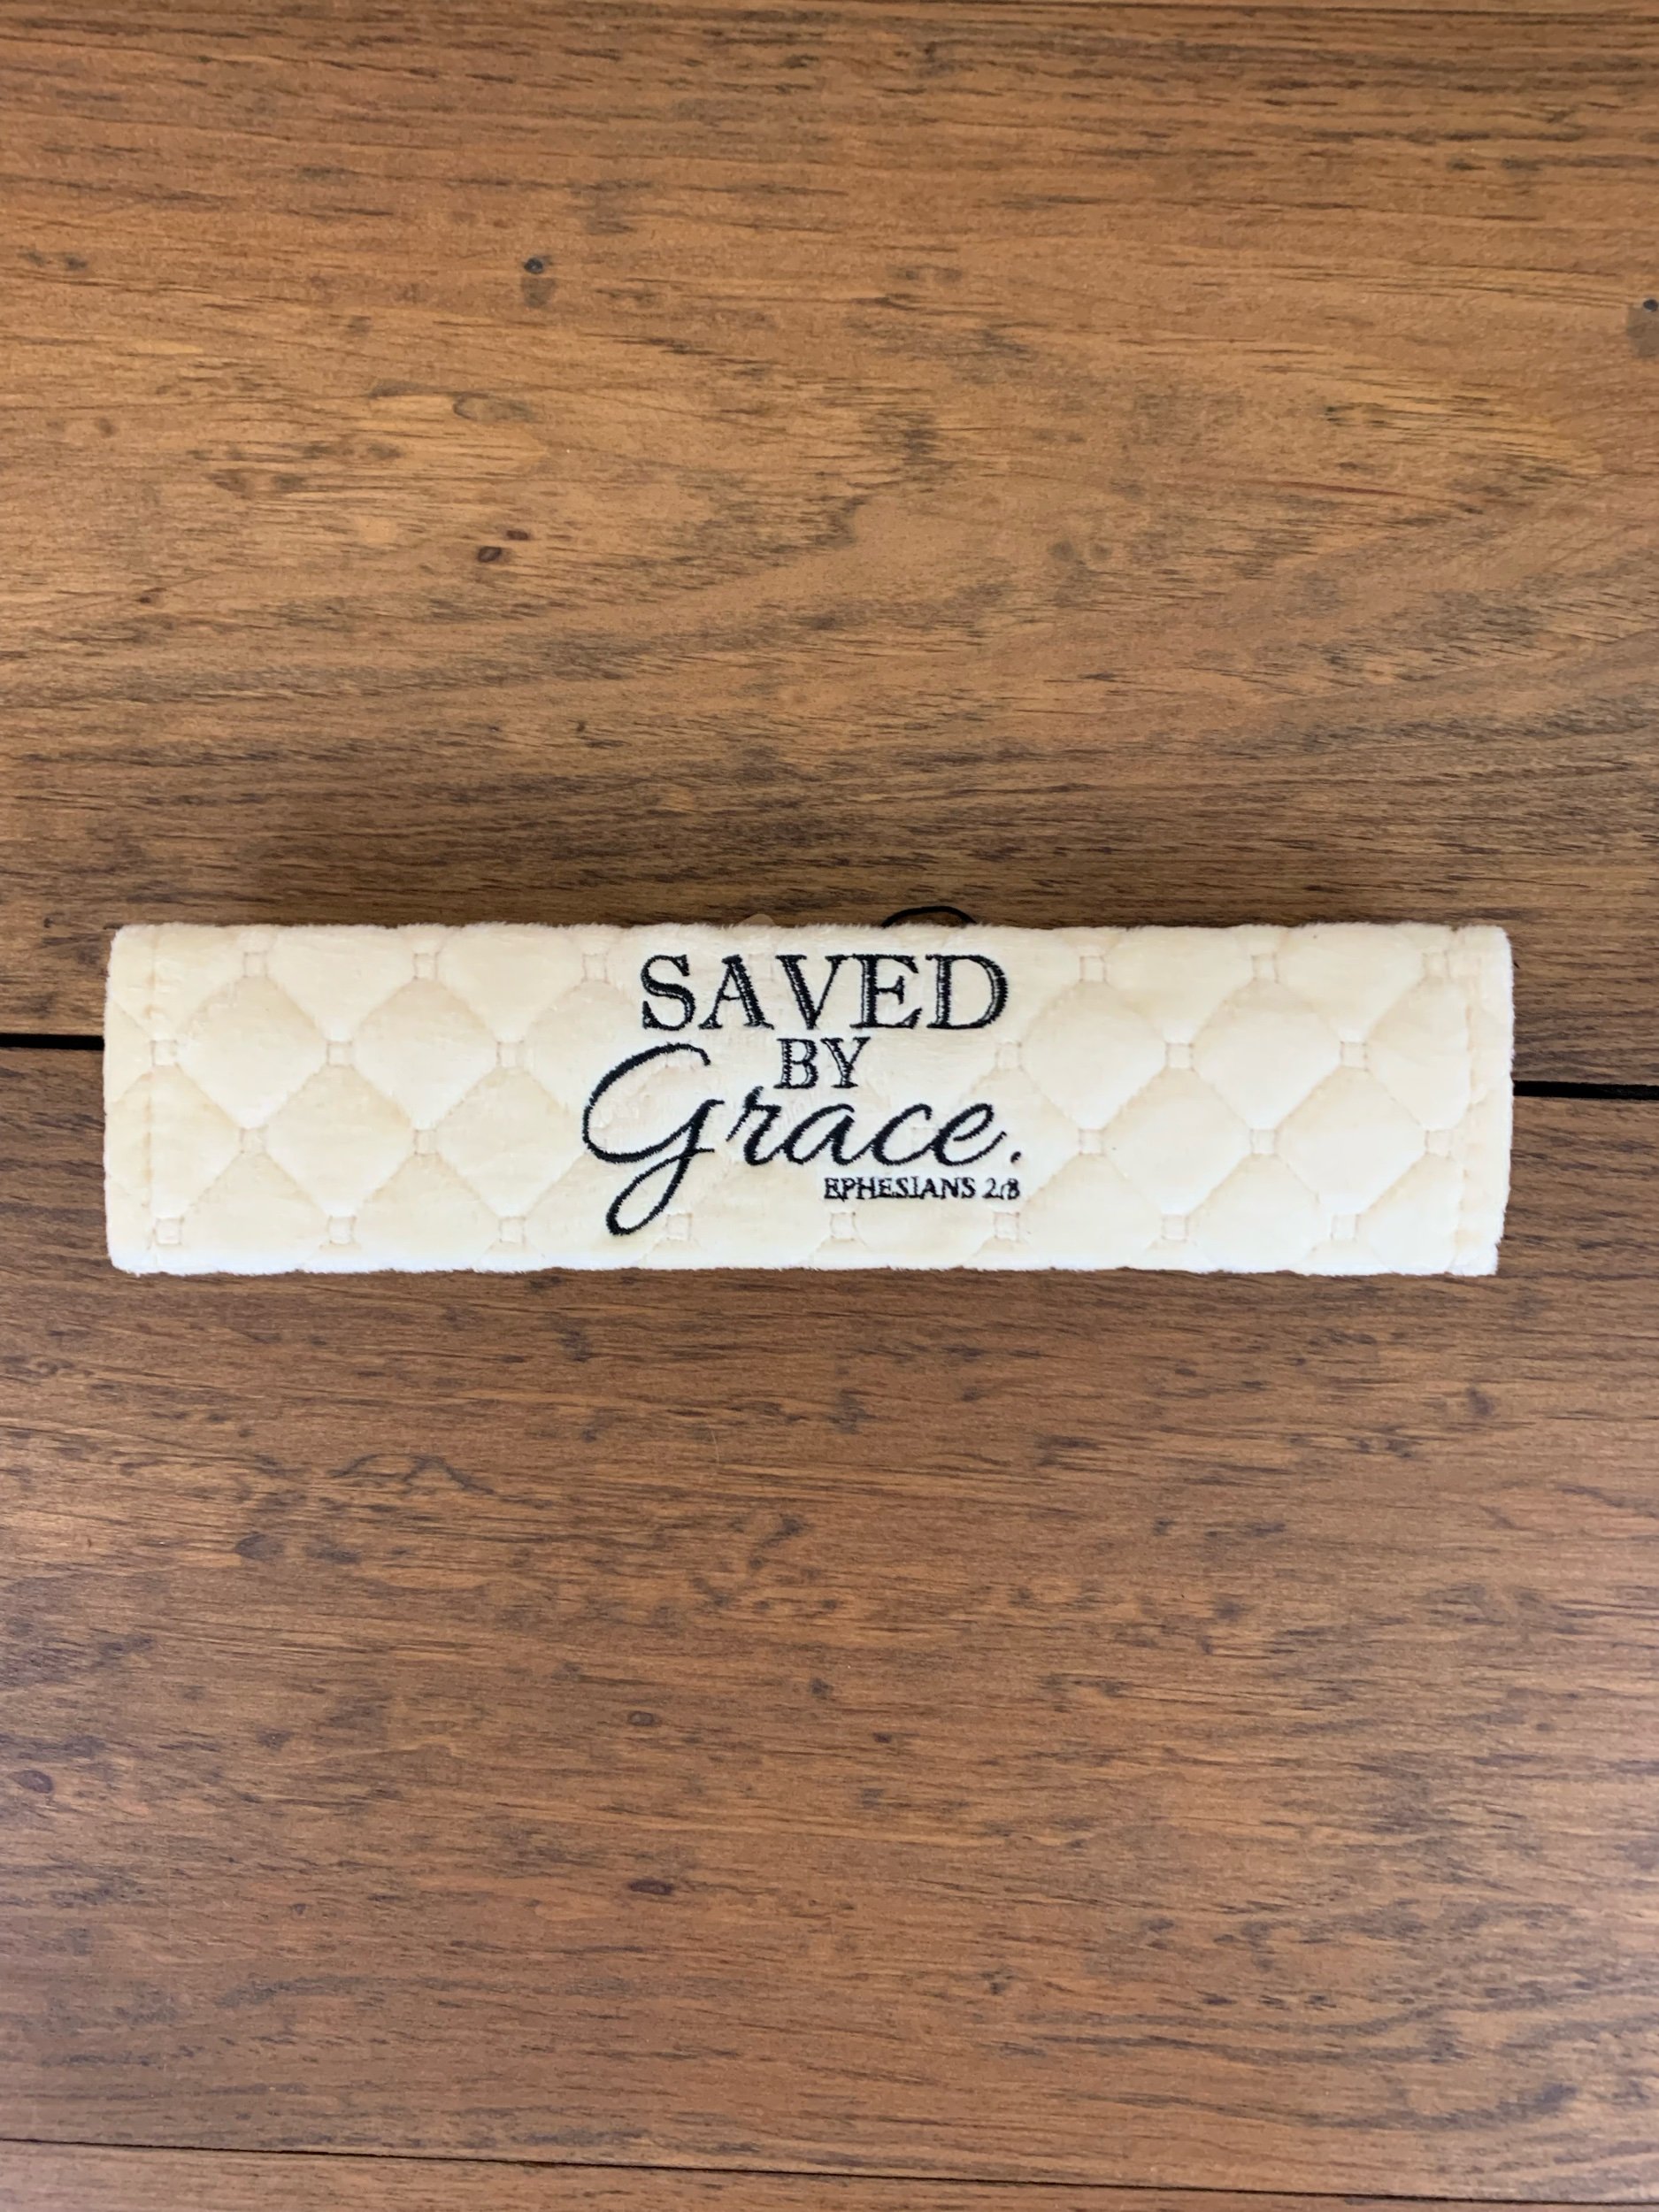 SAVED
BY
Grace.
EPHESIANS 2:8